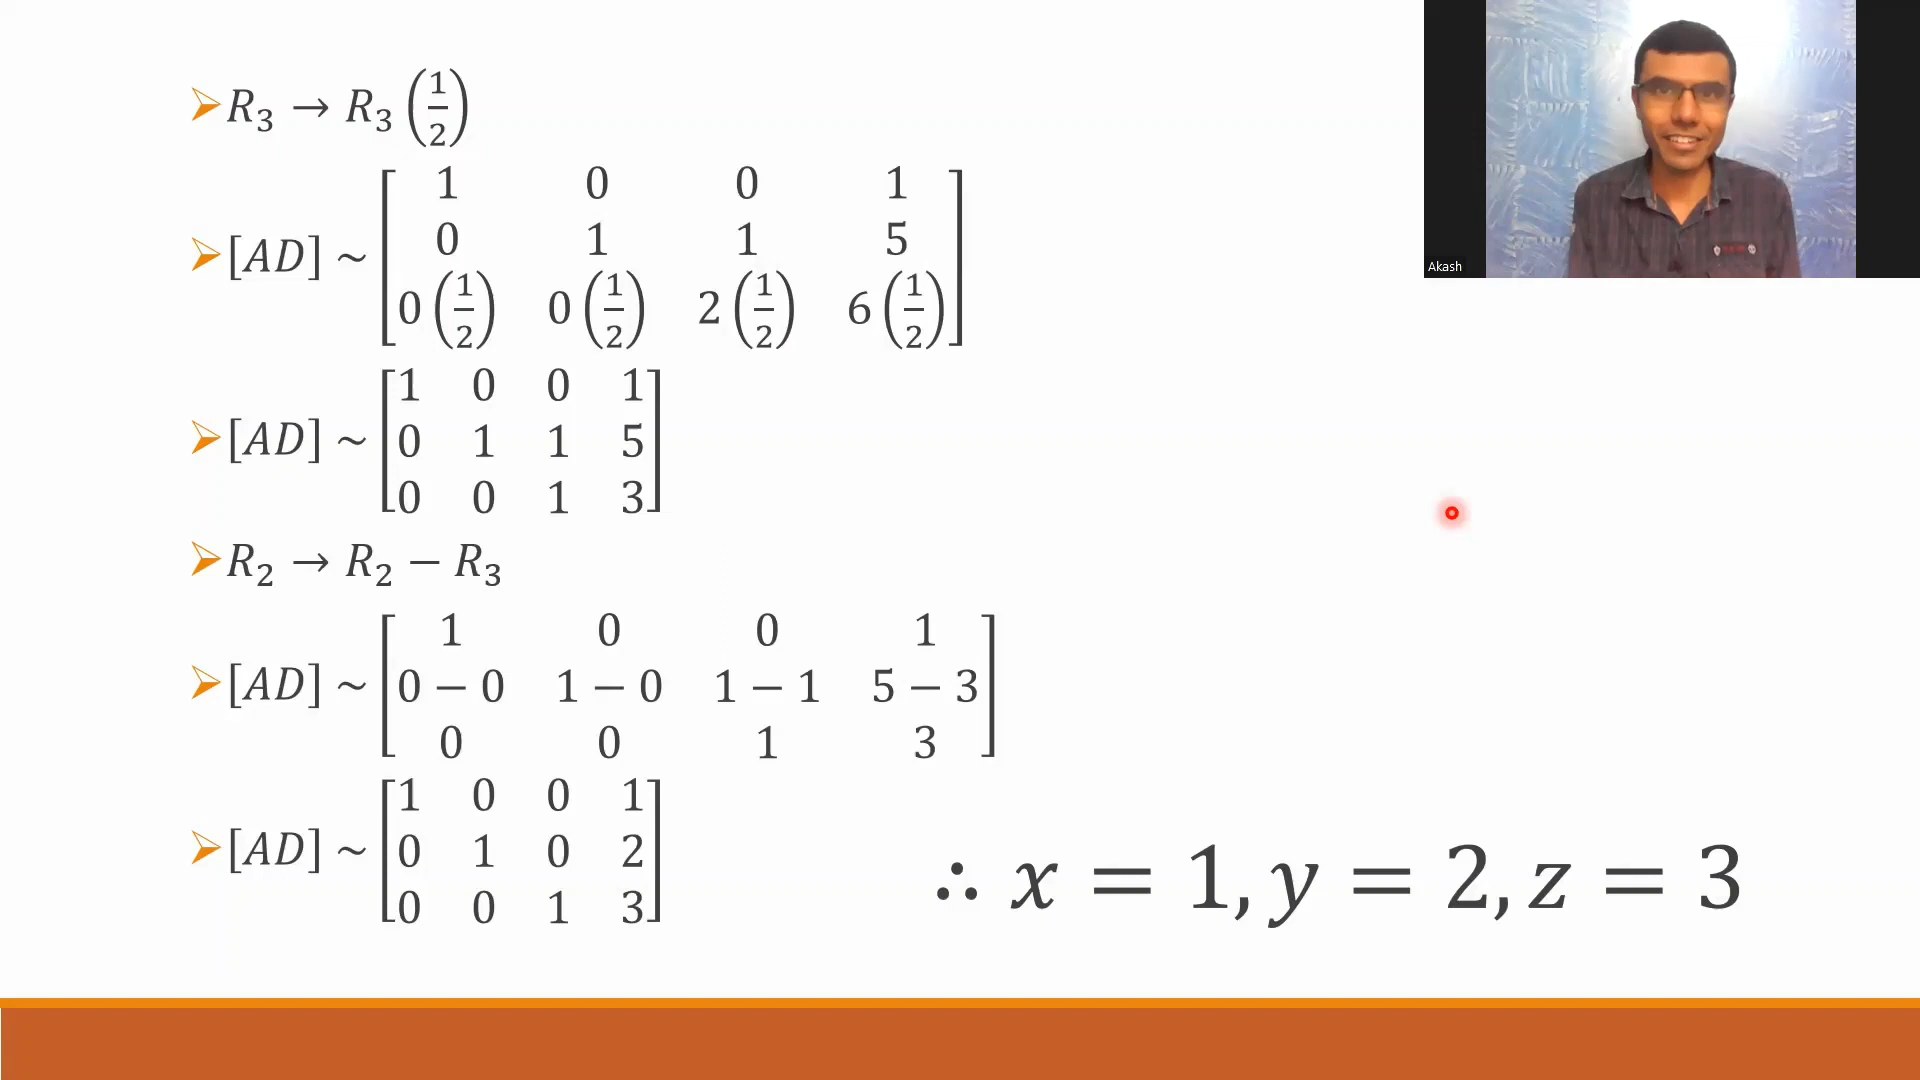 ➢R₃ → R₃ (1/2)
➢[AD] ~ [1 0 0 1
0 1 1 5
0(1/2) 0(1/2) 2(1/2) 6(1/2)]
➢[AD] ~ [1 0 0 1
0 1 1 5
0 0 1 3]
➢R₂ → R₂ − R₃
➢[AD] ~ [1 0 0 1
0 − 0 1 − 0 1 − 1 5 − 3
0 0 1 3]
➢[AD] ~ [1 0 0 1
0 1 0 2
0 0 1 3]
∴ x = 1, y = 2, z = 3
Akash